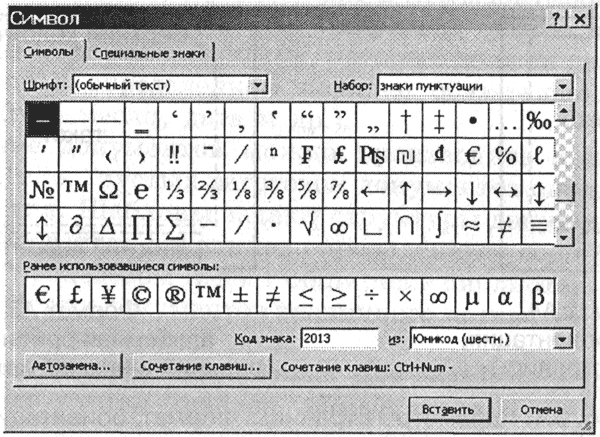 Символ
Символы Специальные знаки
Шрифт: (обычный текст) Набор: знаки пунктуации
– — ― ‗ ‘ ’ ‚ ‛ “ ” „ † ‡ • … ‰
′ ″ ‹ › ‼ ‾ ⁄ ⁿ ₣ ₤ ₧ ₪ ₫ € ℅ ℓ
№ ™ Ω ℮ ⅓ ⅔ ⅛ ⅜ ⅝ ⅞ ← ↑ → ↓ ↔ ↕
↨ ∂ ∆ ∏ ∑ − ∕ ∙ √ ∞ ∟ ∩ ∫ ≈ ≠ ≡
Ранее использовавшиеся символы:
€ £ ¥ © ® ™ ± ≠ ≤ ≥ ÷ × ∞ µ α β
Код знака: 2013 из: Юникод (шестн.)
Автозамена... Сочетание клавиш... Сочетание клавиш: Ctrl+Num -
Вставить Отмена